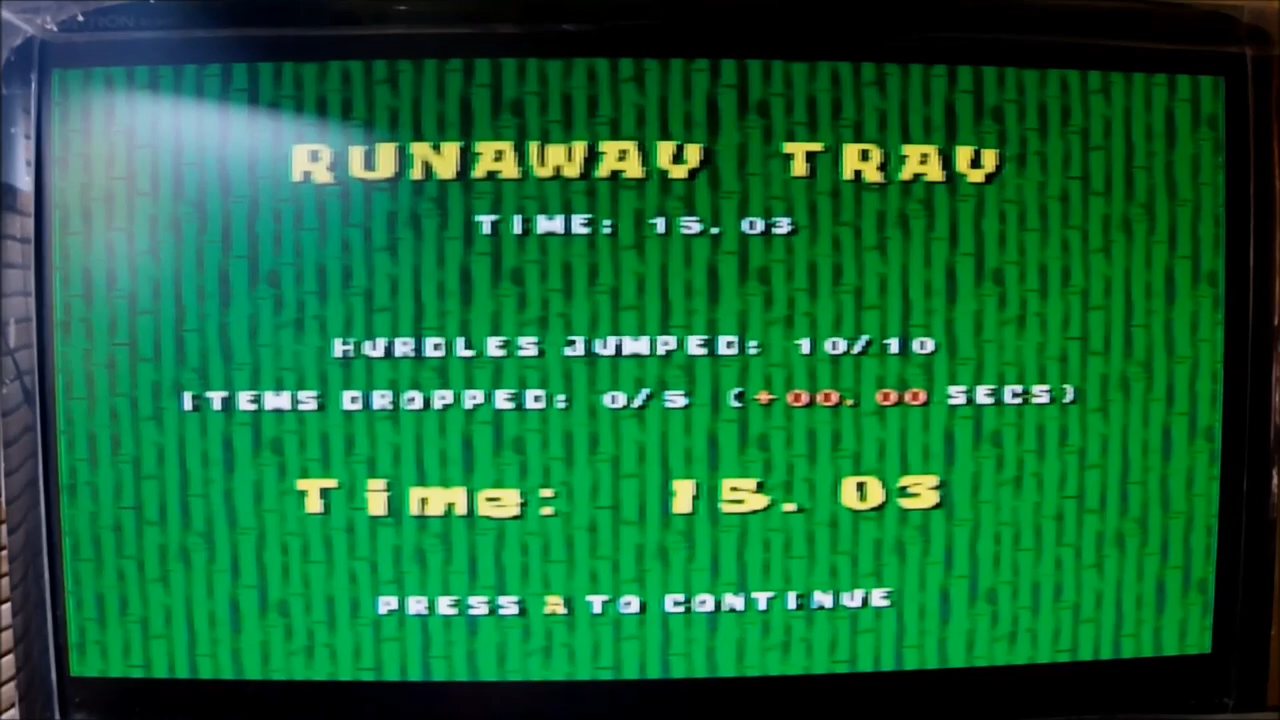 RUNAWAY TRAY
TIME: 15.03
HURDLES JUMPED: 10/10
ITEMS DROPPED: 0/5 (+00.00 SECS)
Time: 15.03
PRESS A TO CONTINUE